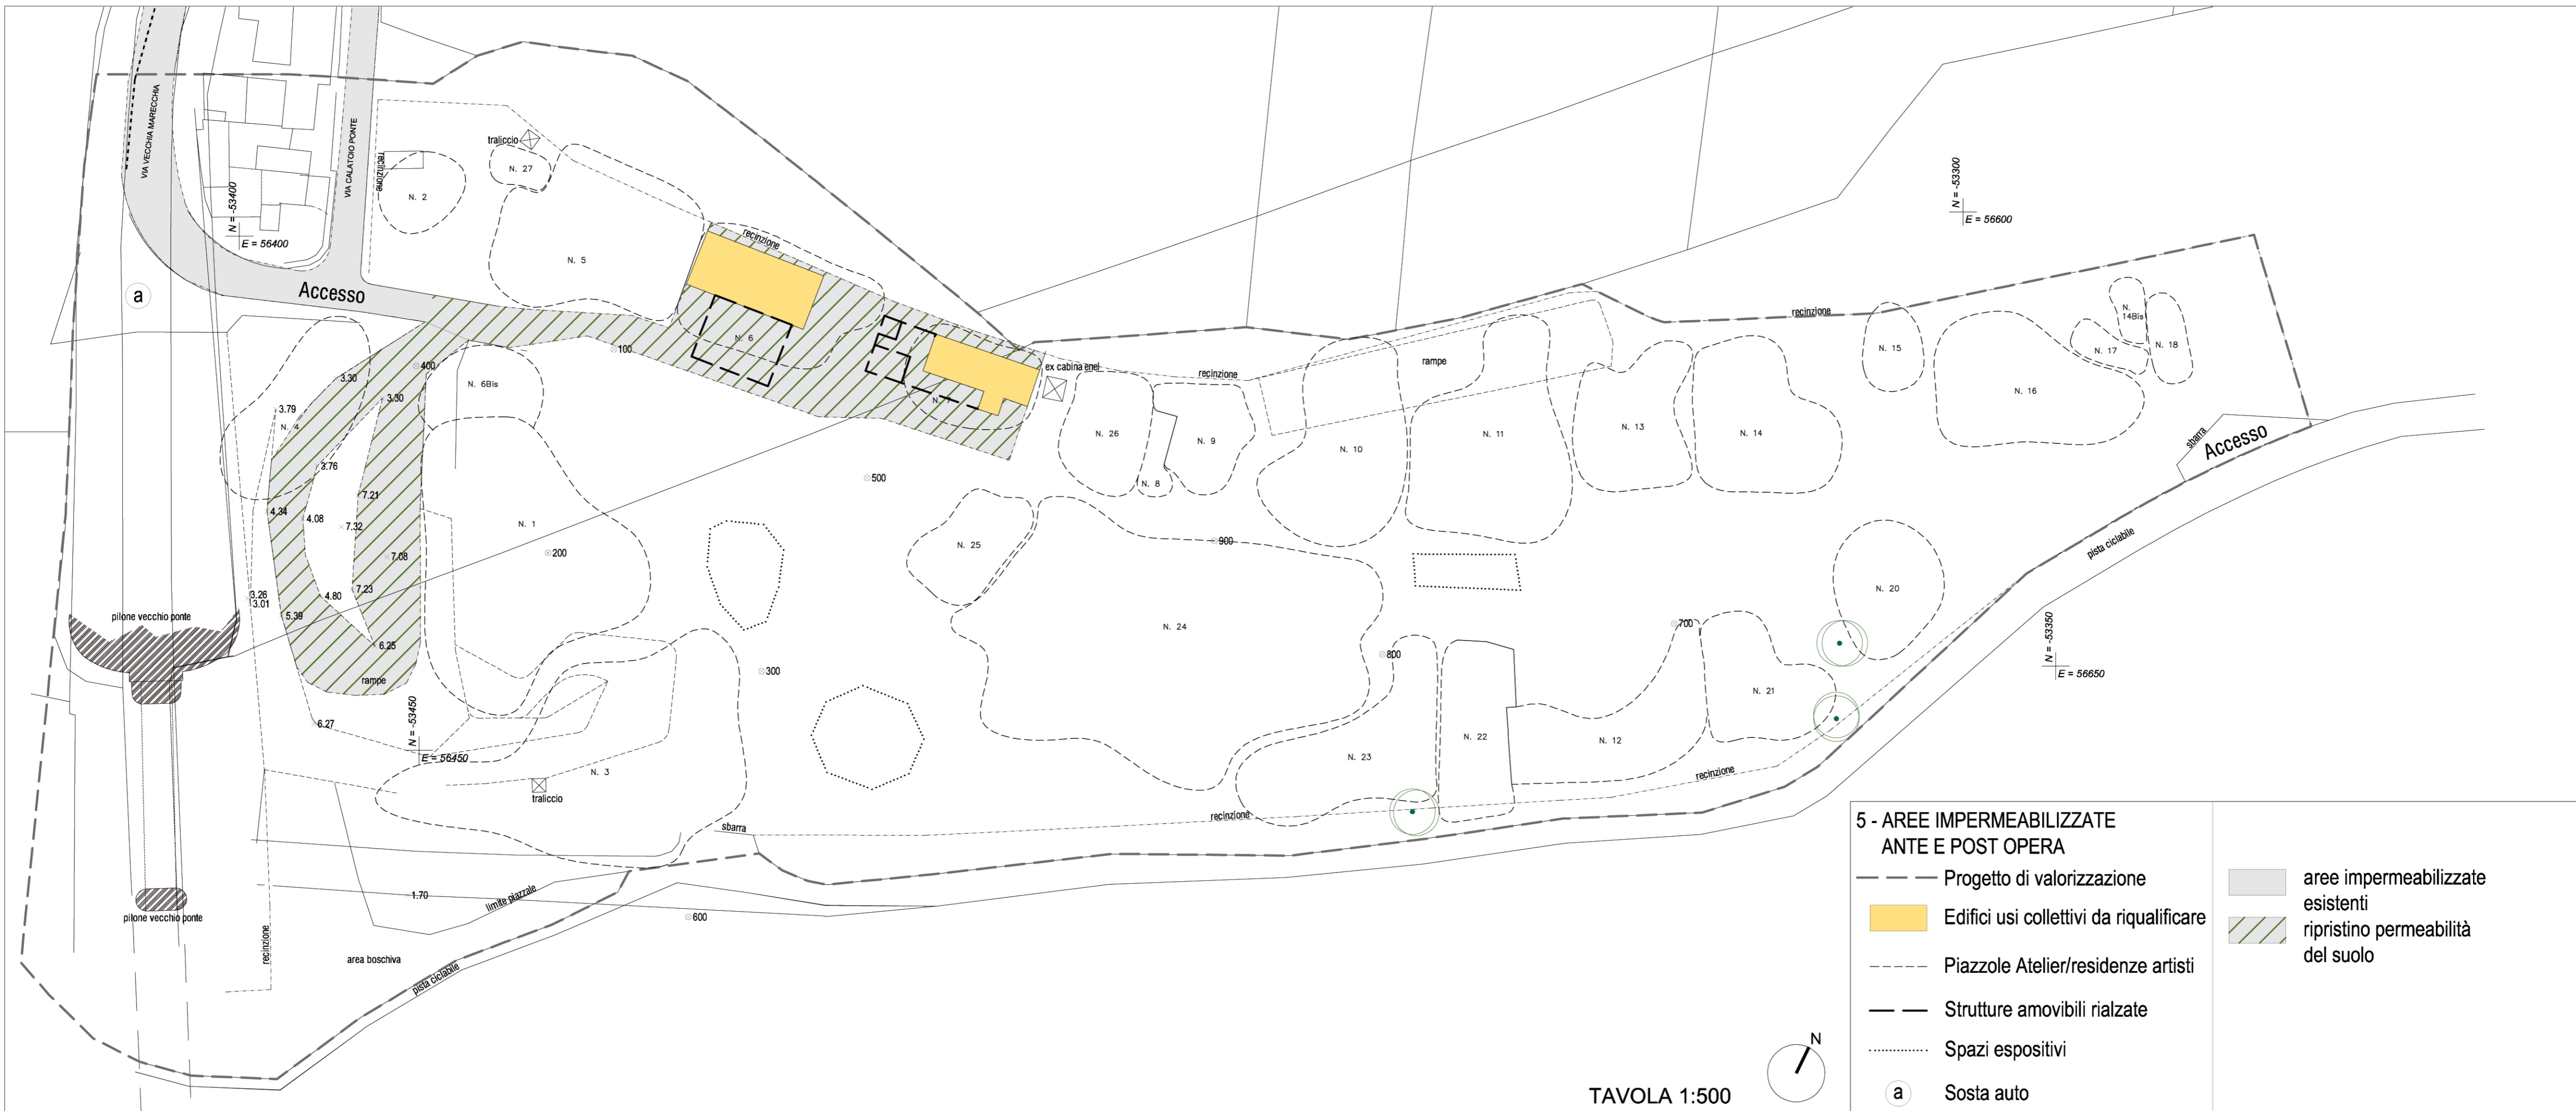 VIA VECCHIA MARECCHIA
VIA CALATOIO PONTE
recinzione
N = -53400
E = 56400
a
Accesso
traliccio
N. 27
N. 2
N. 5
recinzione
N. 6
N. 7
ex cabina enel
100
400
3.30
3.30
3.79
N. 4
N. 6Bis
3.76
7.21
4.34
4.08
7.32
7.08
7.23
4.80
3.26
3.01
5.39
6.25
rampe
6.27
N. 1
200
500
300
N = -53450
E = 56450
pilone vecchio ponte
pilone vecchio ponte
N. 3
traliccio
sbarra
limite piazzale
1.70
600
recinzione
area boschiva
pista ciclabile
N = -53300
E = 56600
recinzione
rampe
recinzione
N. 26
N. 9
N. 8
N. 10
N. 11
N. 13
N. 14
N. 15
N. 16
N. 17
N.
14Bis
N. 18
sbarra
Accesso
pista ciclabile
N. 25
900
N. 24
N. 20
700
800
N. 21
N. 22
N. 12
N. 23
recinzione
recinzione
N = -53350
E = 56650
TAVOLA 1:500
N
5 - AREE IMPERMEABILIZZATE
ANTE E POST OPERA
Progetto di valorizzazione
Edifici usi collettivi da riqualificare
Piazzole Atelier/residenze artisti
Strutture amovibili rialzate
Spazi espositivi
a Sosta auto
aree impermeabilizzate
esistenti
ripristino permeabilità
del suolo